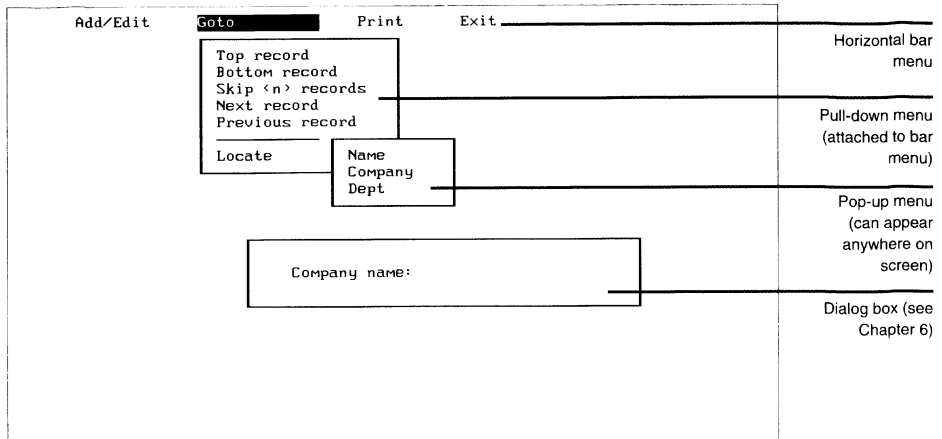 Add/Edit Goto Print Exit
Top record
Bottom record
Skip <n> records
Next record
Previous record
Locate
Name
Company
Dept
Company name:
Horizontal bar
menu
Pull-down menu
(attached to bar
menu)
Pop-up menu
(can appear
anywhere on
screen)
Dialog box (see
Chapter 6)